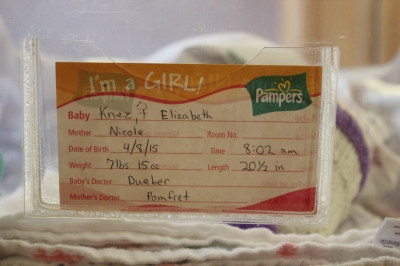 I'm a GIRL!
Pampers
Baby Knez, ♀ Elizabeth
Mother Nicole Room No.
Date of Birth 4/8/15 Time 8:02 am
Weight 7lbs 15oz Length 20½ in
Baby's Doctor Dueber
Mother's Doctor Pomfret